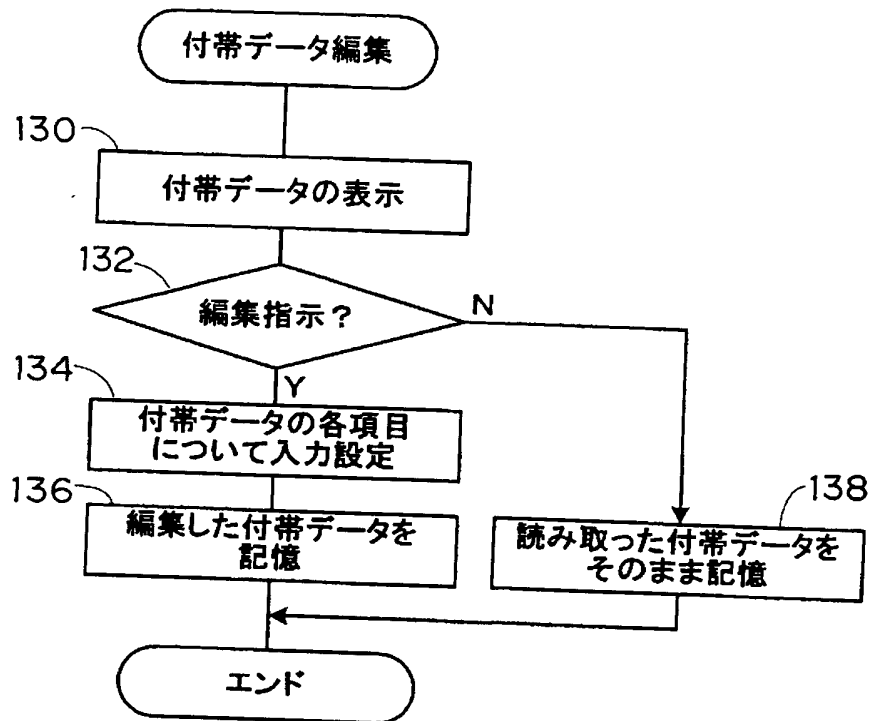 付帯データ編集
130
付帯データの表示
132
編集指示?
N
Y
134
付帯データの各項目
について入力設定
136
編集した付帯データを
記憶
138
読み取った付帯データを
そのまま記憶
エンド